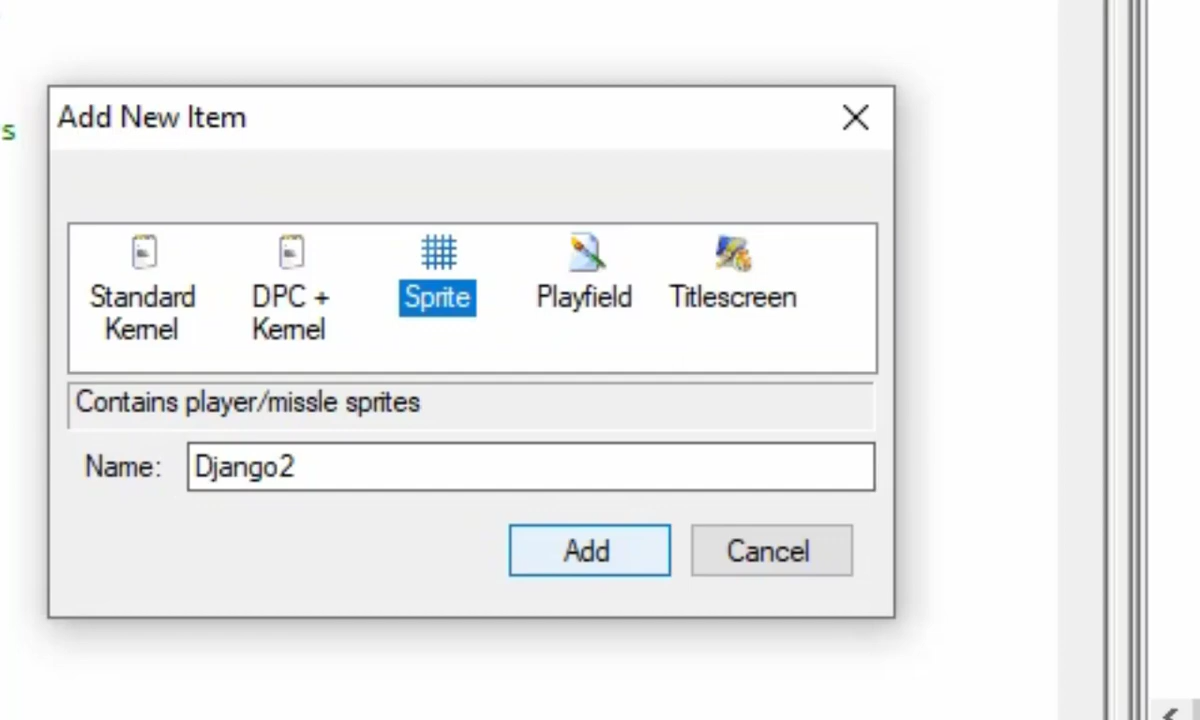 Add New Item
s
Standard Kernel
DPC + Kernel
Sprite
Playfield
Titlescreen
Contains player/missle sprites
Name: Django2
Add Cancel